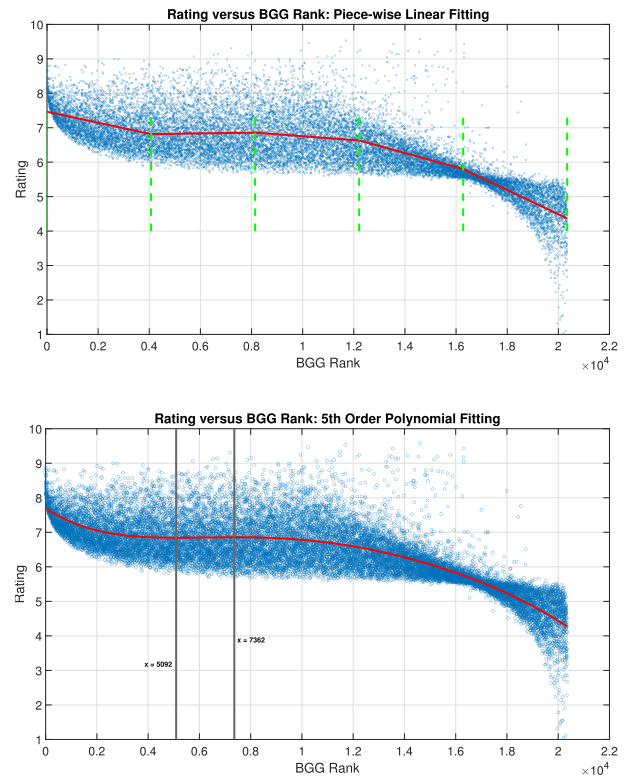 Rating versus BGG Rank: Piece-wise Linear Fitting
10
9
8
7
6
5
4
3
2
1
Rating
0 0.2 0.4 0.6 0.8 1 1.2 1.4 1.6 1.8 2 2.2
BGG Rank
×10⁴
Rating versus BGG Rank: 5th Order Polynomial Fitting
10
9
8
7
6
5
4
3
2
1
Rating
x = 7362
x = 5092
0 0.2 0.4 0.6 0.8 1 1.2 1.4 1.6 1.8 2 2.2
BGG Rank
×10⁴